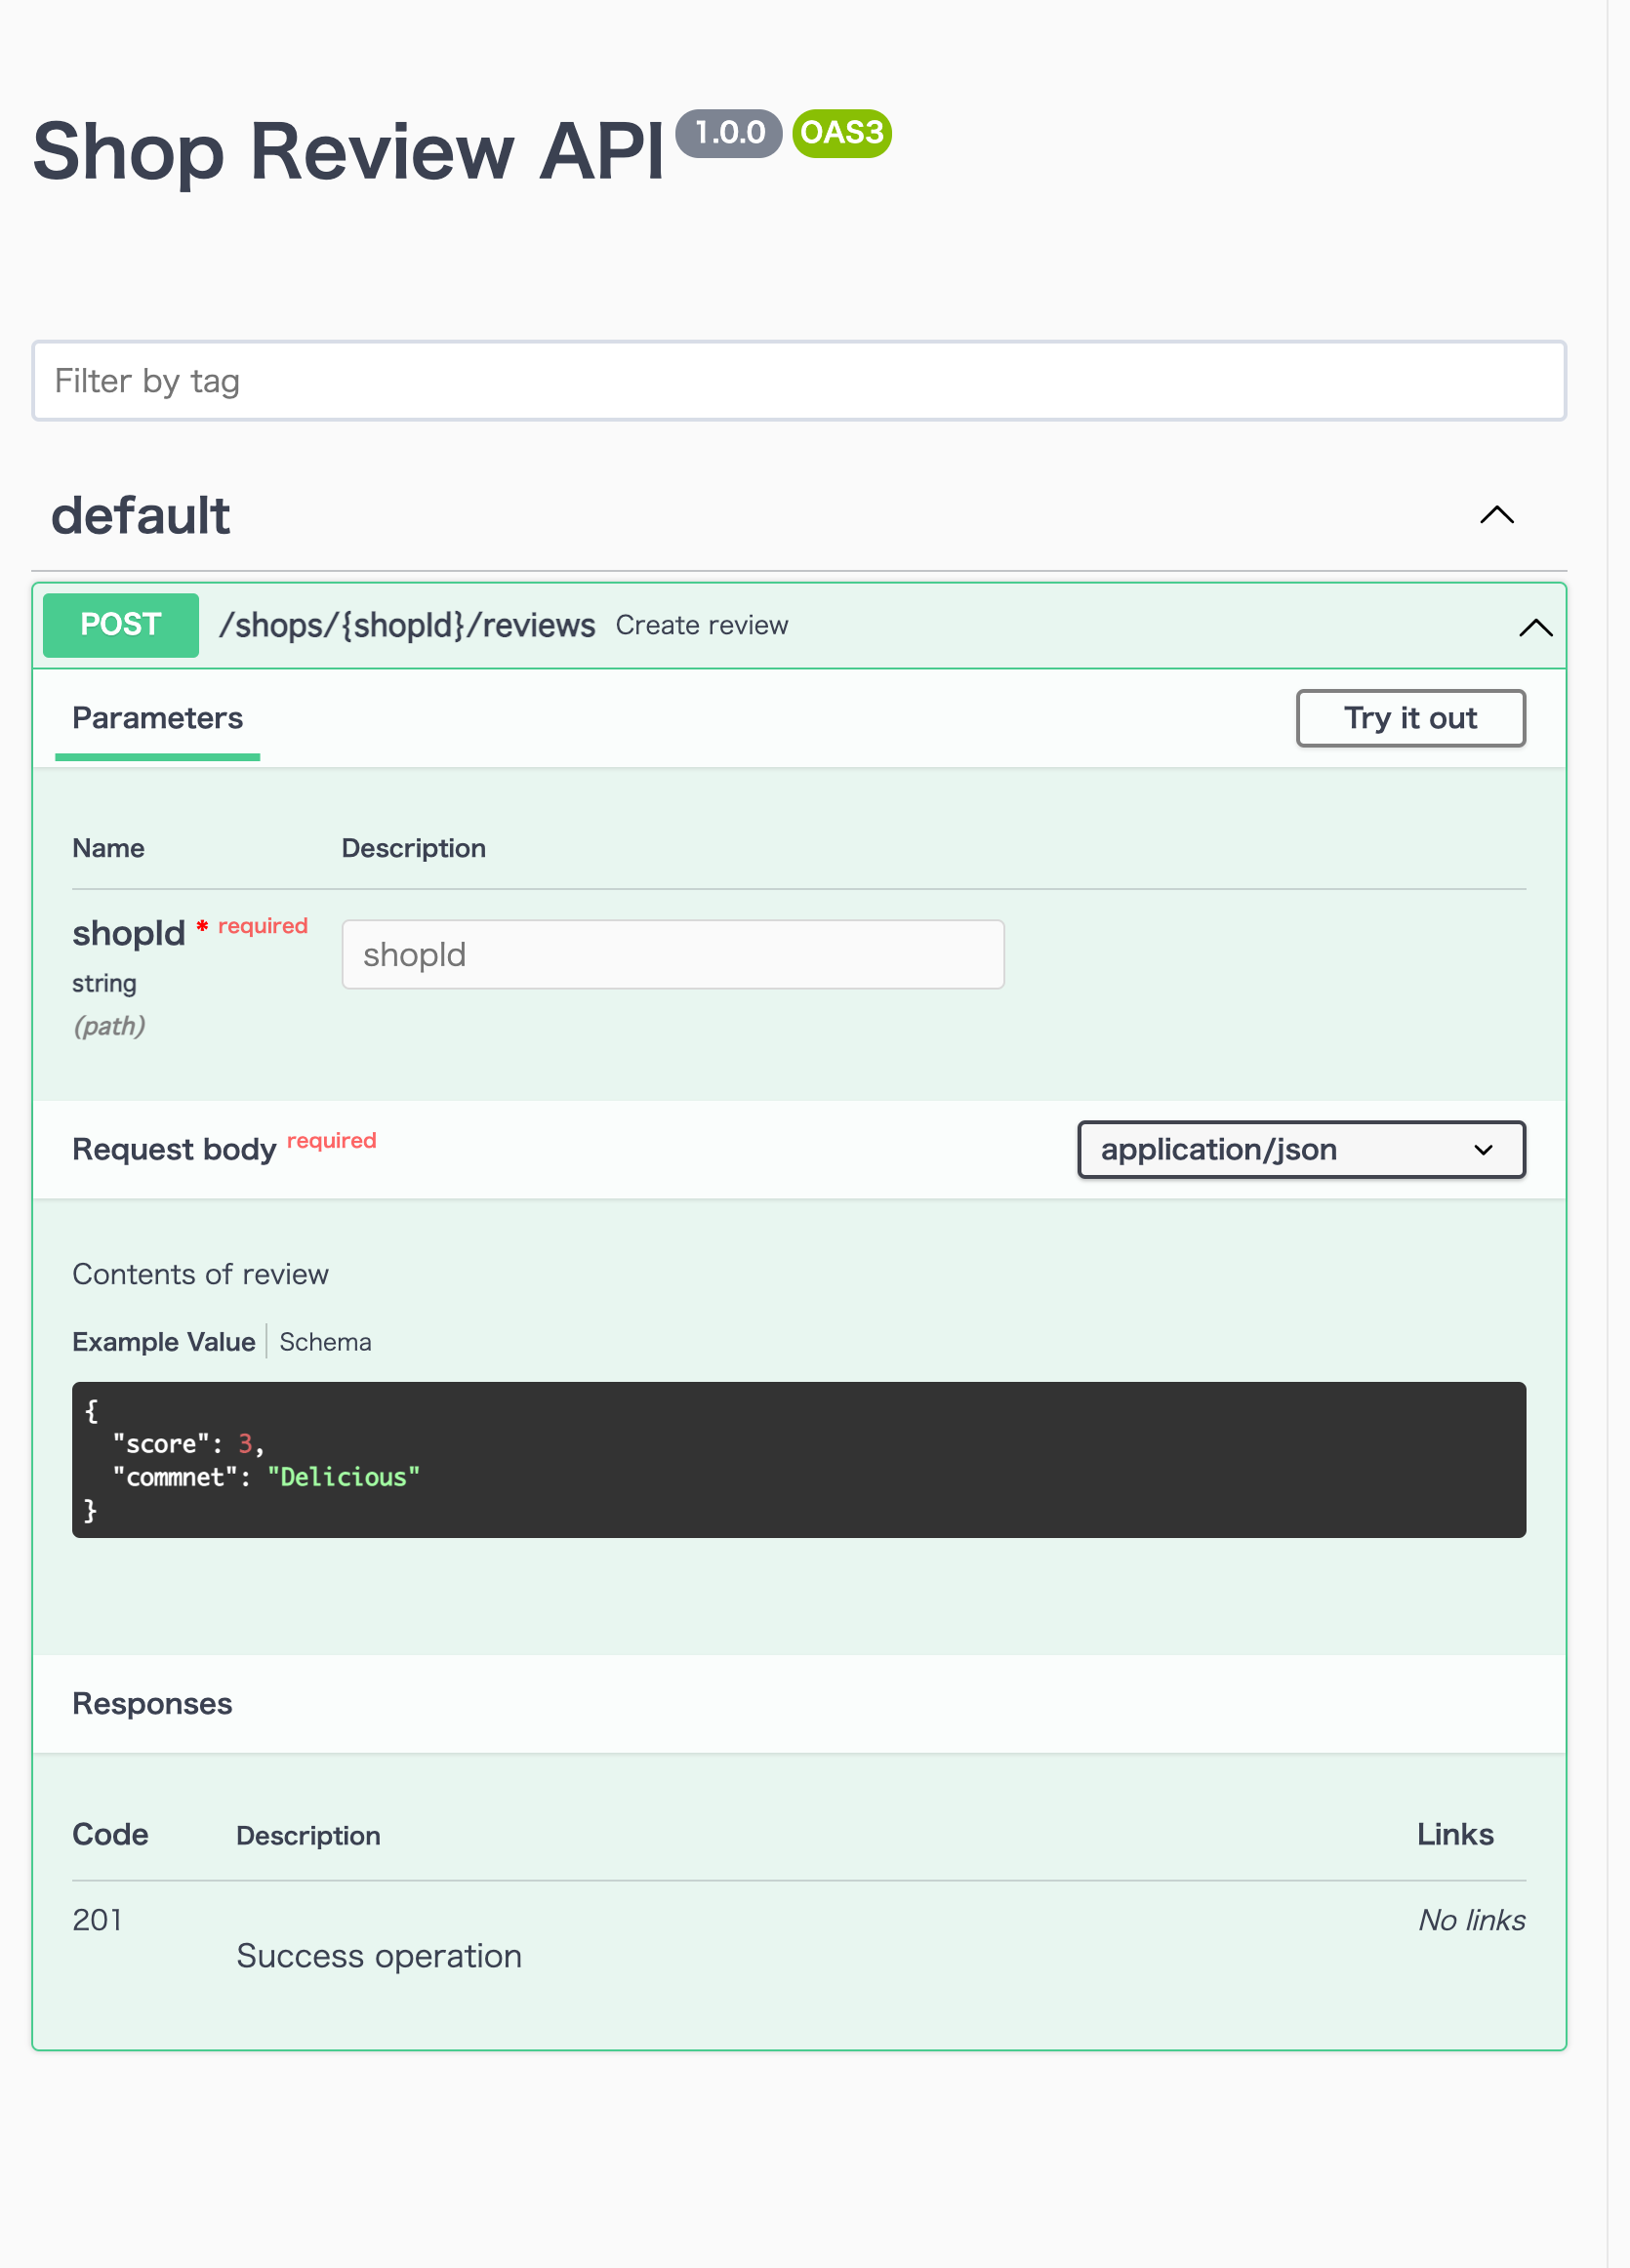 Shop Review API 1.0.0 OAS3
Filter by tag
default
POST /shops/{shopId}/reviews Create review
Parameters Try it out
Name Description
shopId * required shopId
string
(path)
Request body required application/json
Contents of review
Example Value Schema
{
  "score": 3,
  "commnet": "Delicious"
}
Responses
Code Description Links
201 No links
Success operation